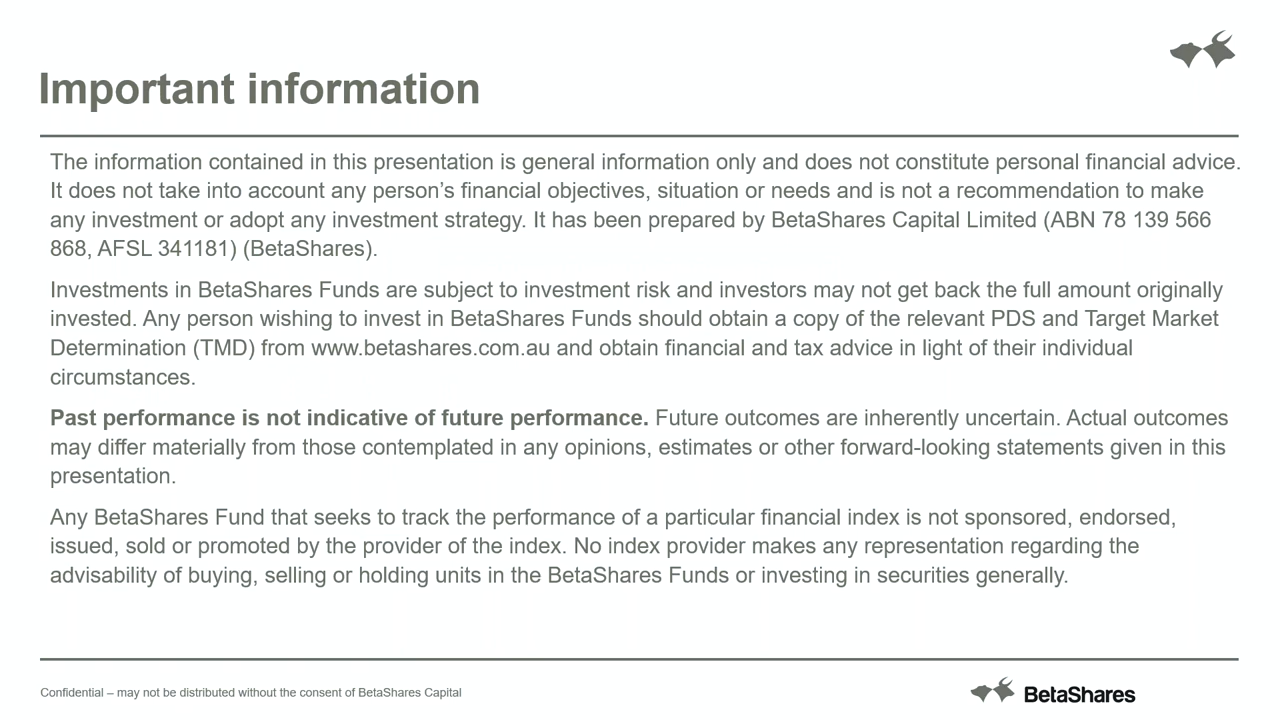 Important information
The information contained in this presentation is general information only and does not constitute personal financial advice.
It does not take into account any person’s financial objectives, situation or needs and is not a recommendation to make
any investment or adopt any investment strategy. It has been prepared by BetaShares Capital Limited (ABN 78 139 566
868, AFSL 341181) (BetaShares).
Investments in BetaShares Funds are subject to investment risk and investors may not get back the full amount originally
invested. Any person wishing to invest in BetaShares Funds should obtain a copy of the relevant PDS and Target Market
Determination (TMD) from www.betashares.com.au and obtain financial and tax advice in light of their individual
circumstances.
Past performance is not indicative of future performance. Future outcomes are inherently uncertain. Actual outcomes
may differ materially from those contemplated in any opinions, estimates or other forward-looking statements given in this
presentation.
Any BetaShares Fund that seeks to track the performance of a particular financial index is not sponsored, endorsed,
issued, sold or promoted by the provider of the index. No index provider makes any representation regarding the
advisability of buying, selling or holding units in the BetaShares Funds or investing in securities generally.
Confidential – may not be distributed without the consent of BetaShares Capital
BetaShares